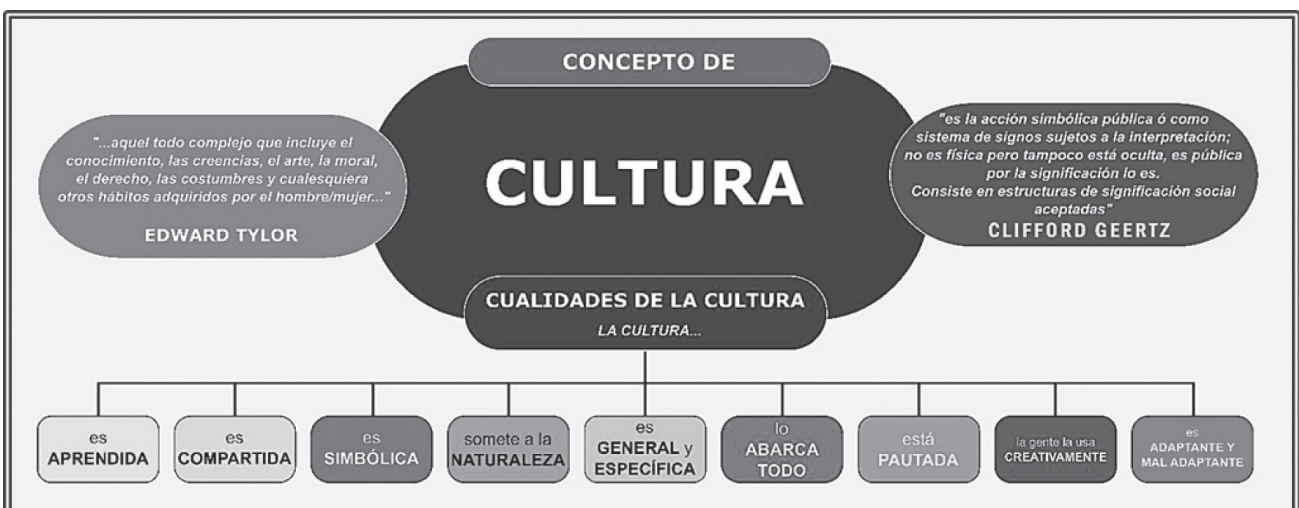 CONCEPTO DE
CULTURA
"...aquel todo complejo que incluye el
conocimiento, las creencias, el arte, la moral,
el derecho, las costumbres y cualesquiera
otros hábitos adquiridos por el hombre/mujer..."
EDWARD TYLOR
"es la acción simbólica pública ó como
sistema de signos sujetos a la interpretación;
no es física pero tampoco está oculta, es pública
por la significación lo es.
Consiste en estructuras de significación social
aceptadas"
CLIFFORD GEERTZ
CUALIDADES DE LA CULTURA
LA CULTURA...
es
APRENDIDA
es
COMPARTIDA
es
SIMBÓLICA
somete a la
NATURALEZA
es
GENERAL y
ESPECÍFICA
lo
ABARCA
TODO
está
PAUTADA
la gente la usa
CREATIVAMENTE
es
ADAPTANTE Y
MAL ADAPTANTE